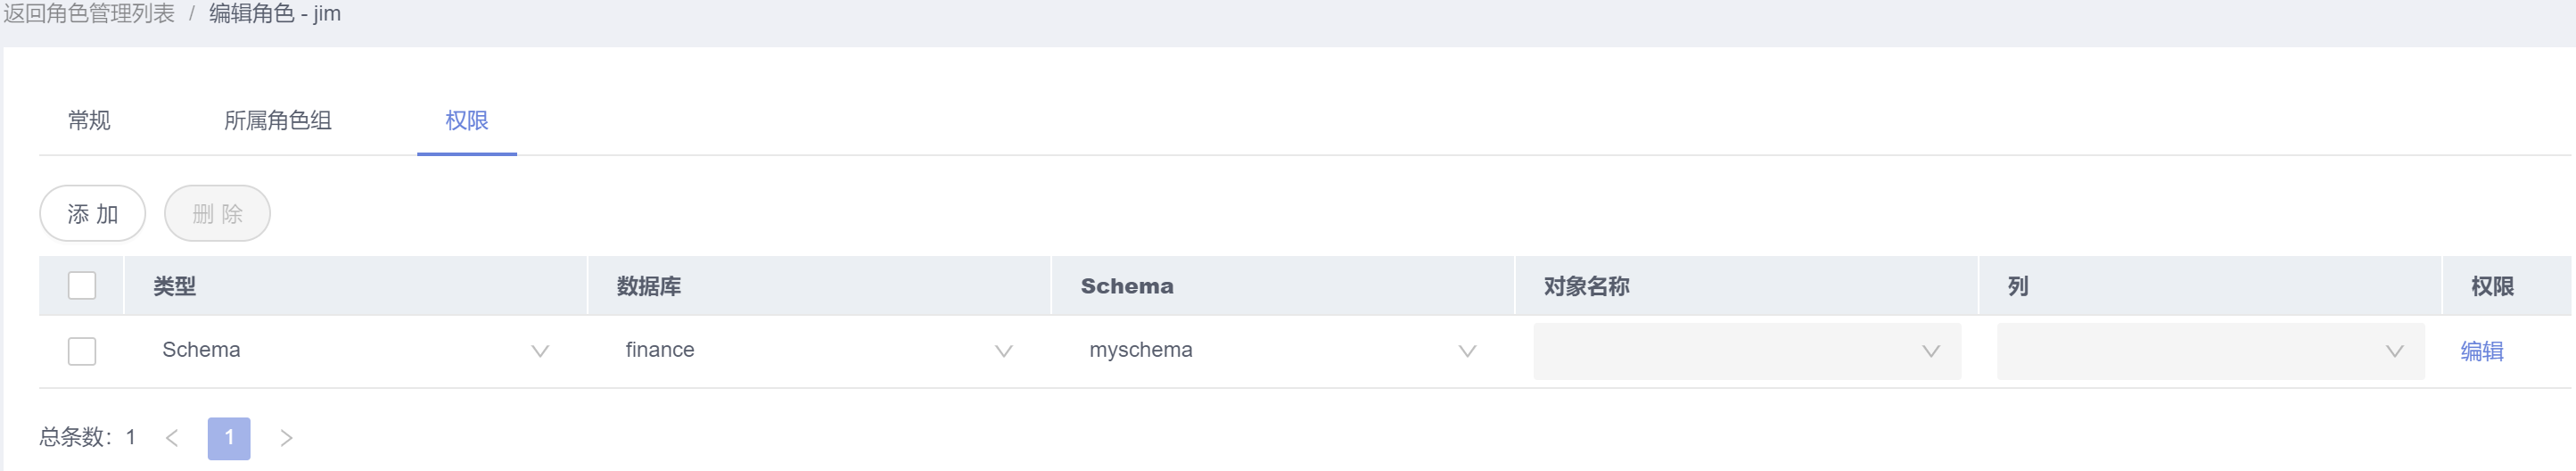 返回角色管理列表 / 编辑角色 - jim
常规 所属角色组 权限
添 加 删 除
类型 数据库 Schema 对象名称 列 权限
Schema finance myschema 编辑
总条数：1 < 1 >